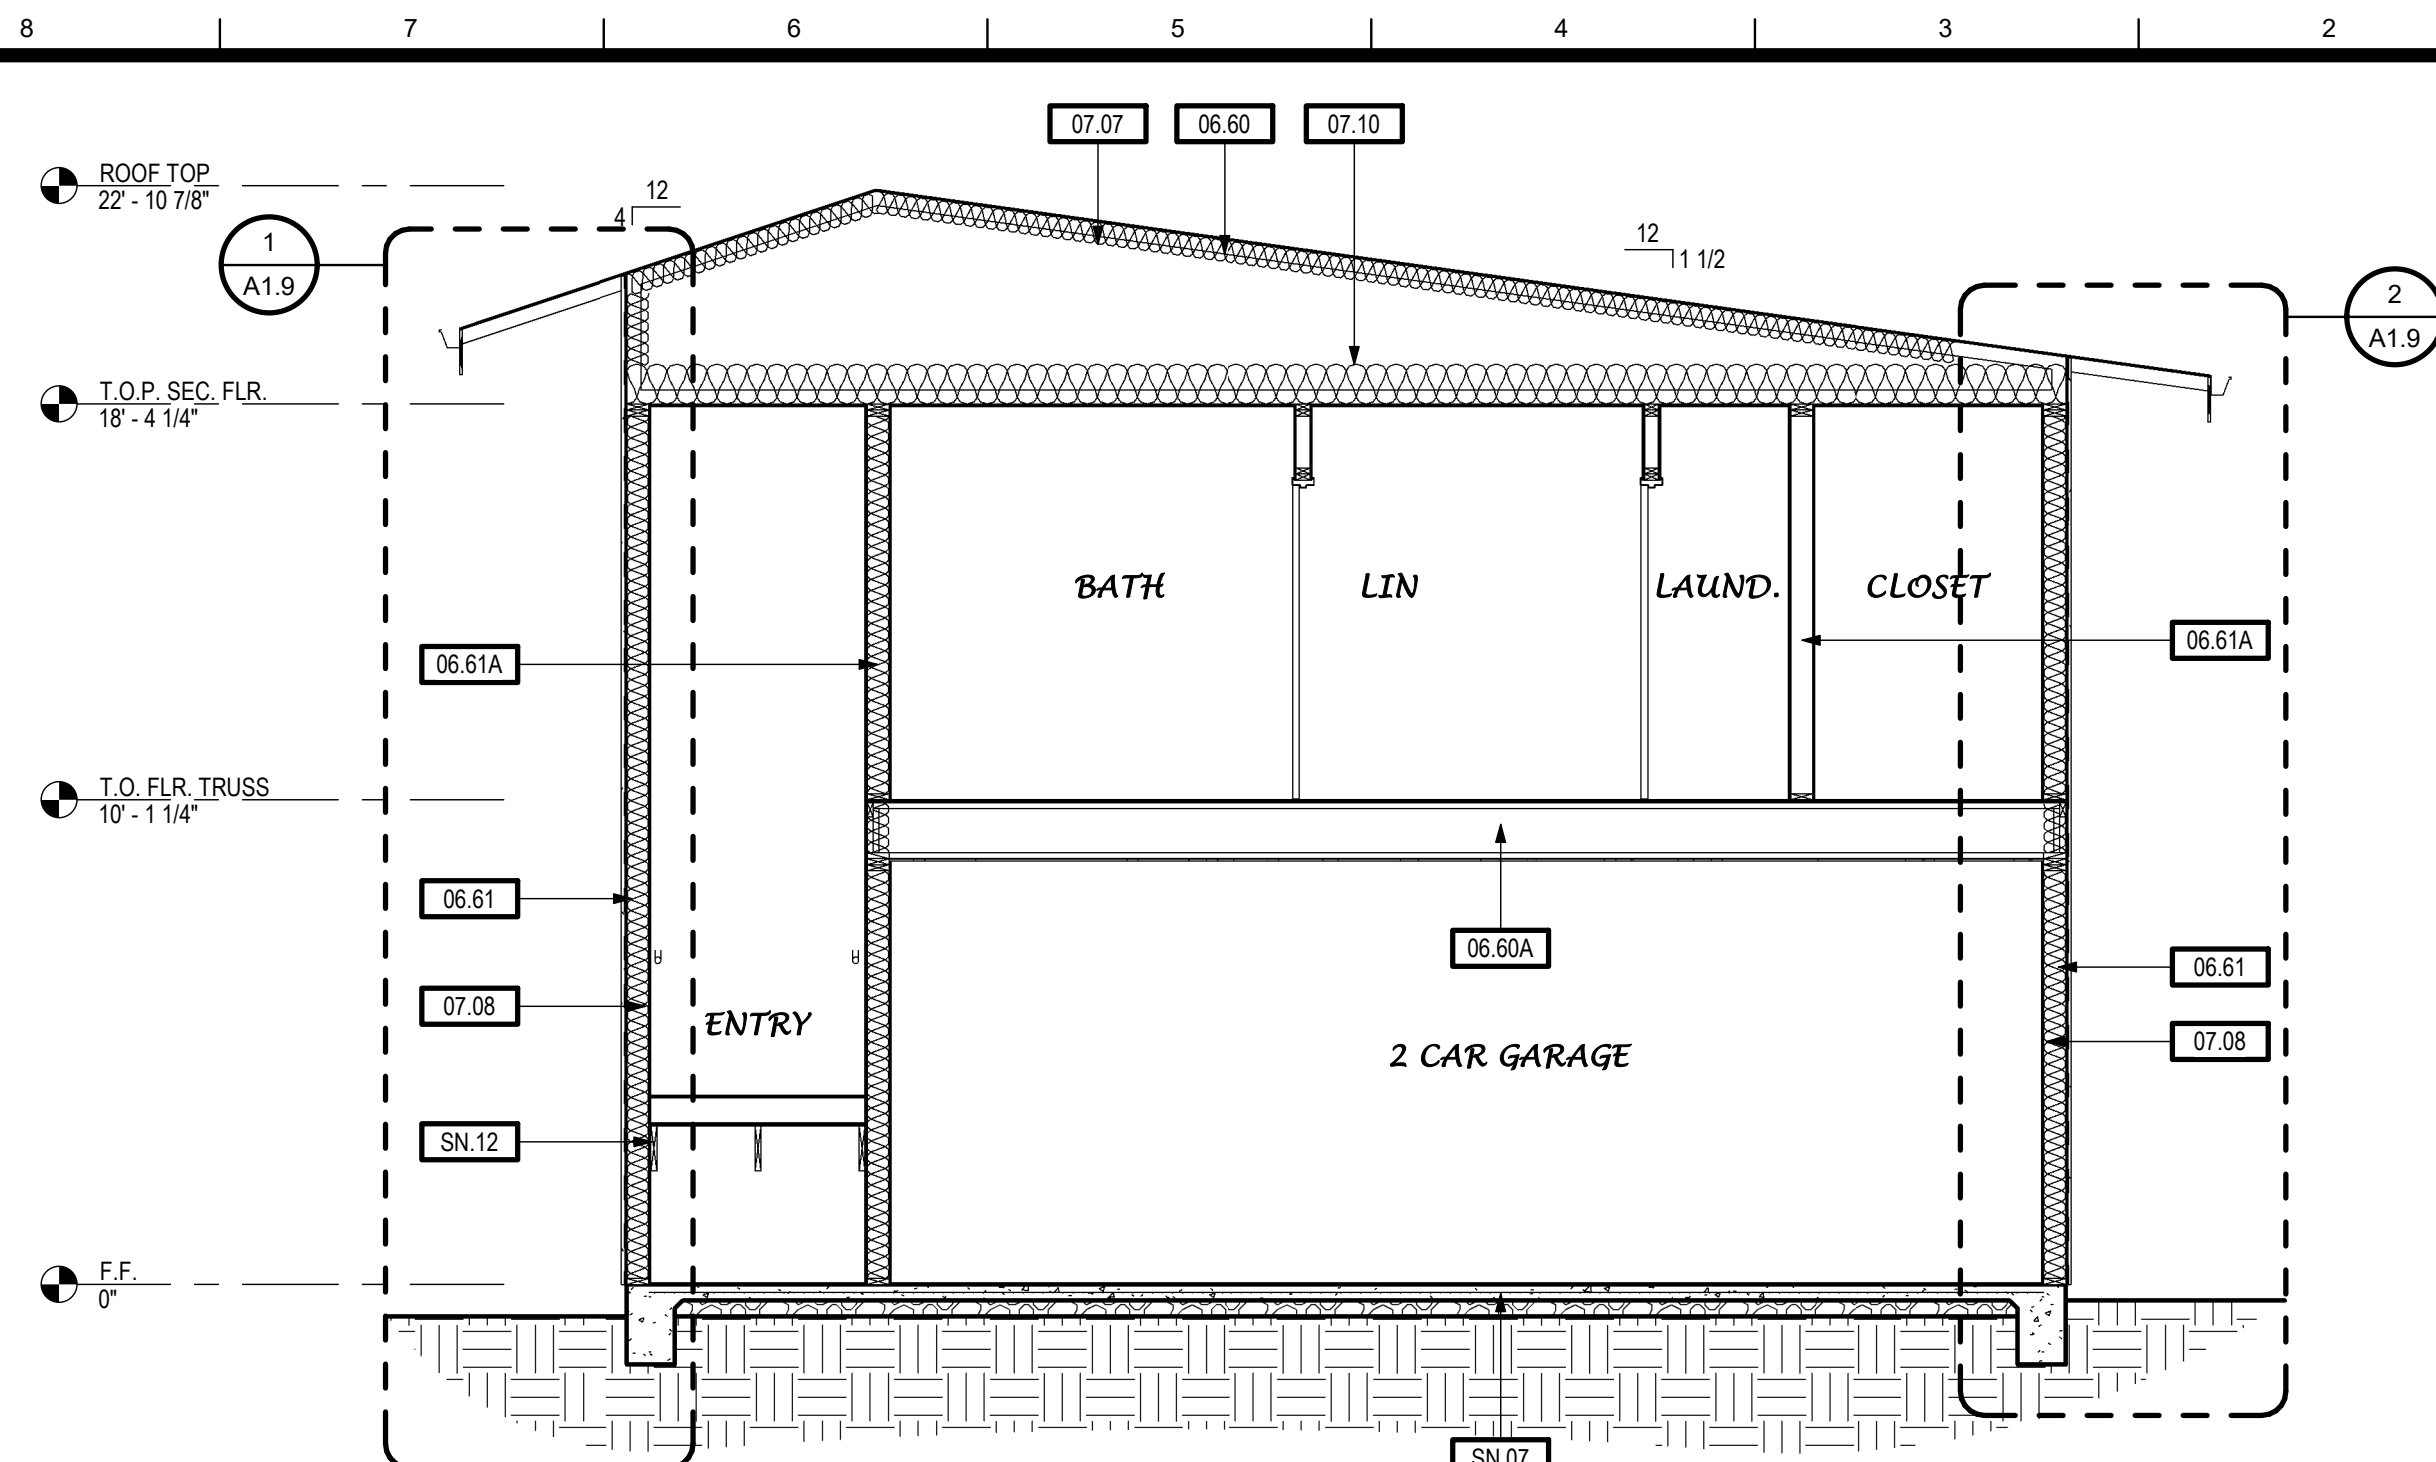 8 7 6 5 4 3 2
07.07 06.60 07.10
ROOF TOP
22' - 10 7/8"
12
4
1
A1.9
12
1 1/2
2
A1.9
T.O.P. SEC. FLR.
18' - 4 1/4"
BATH LIN LAUND. CLOSET
06.61A
06.61A
T.O. FLR. TRUSS
10' - 1 1/4"
06.61
06.60A
06.61
07.08
ENTRY
2 CAR GARAGE
07.08
SN.12
F.F.
0"
SN.07